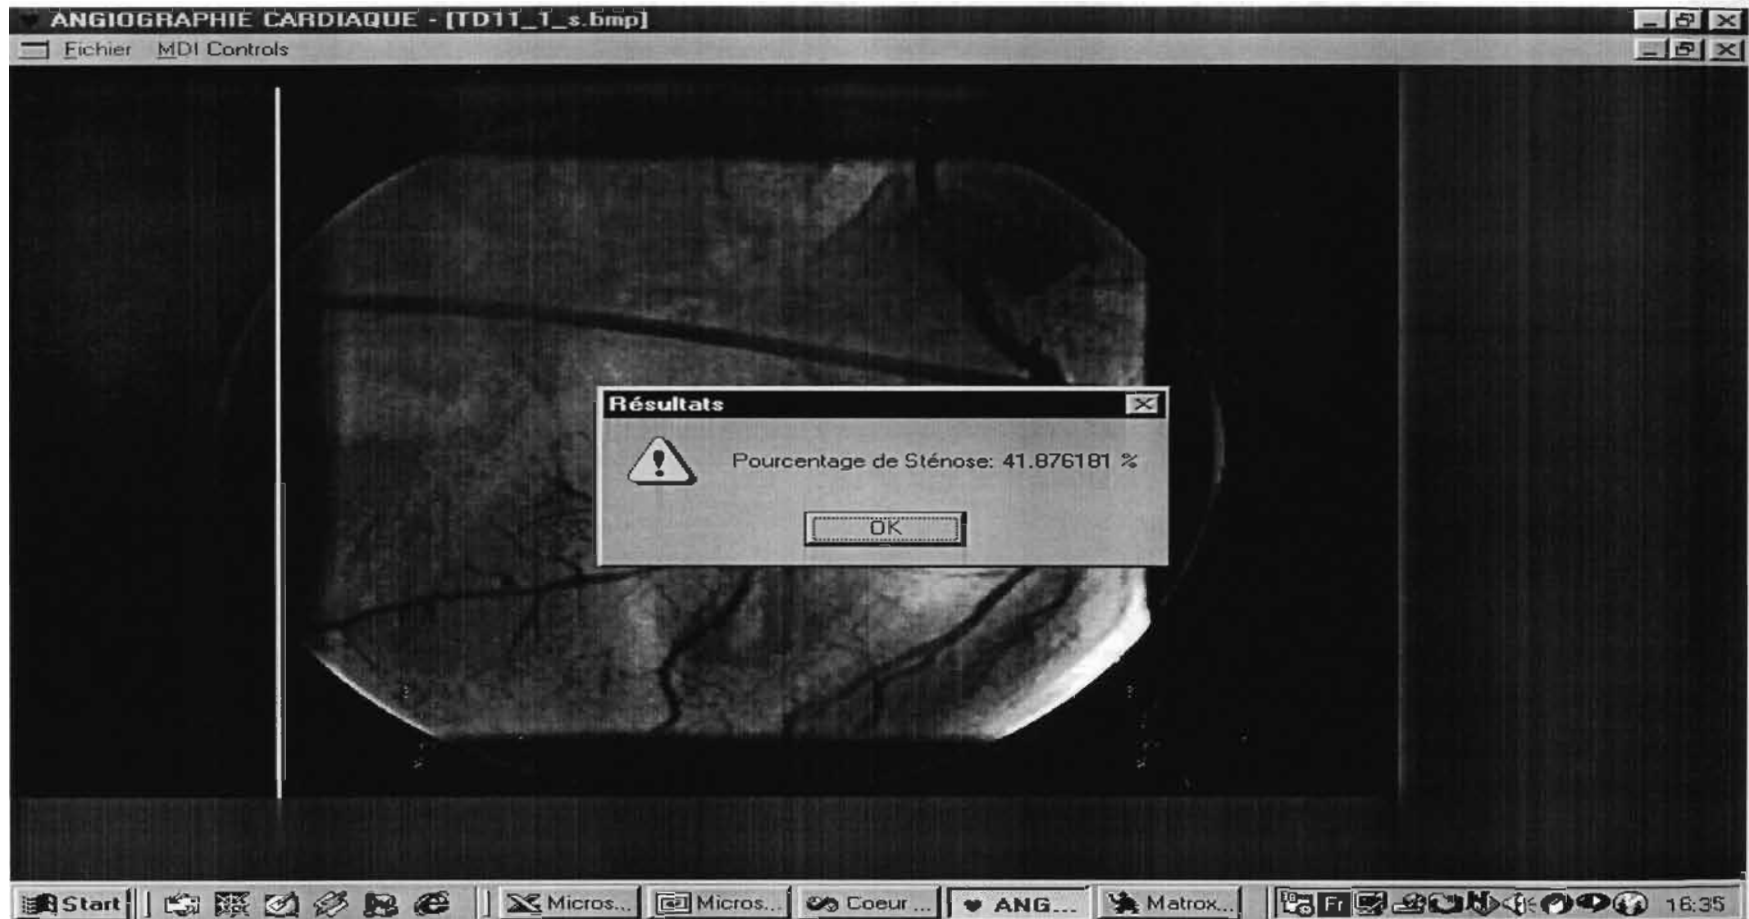 ANGIOGRAPHIE CARDIAQUE - [TD11_1_s.bmp]
Fichier MDI Controls
Résultats
Pourcentage de Sténose: 41.876181 %
OK
Start Micros... Micros... Coeur ... ANG... Matrox... Fr 16:35